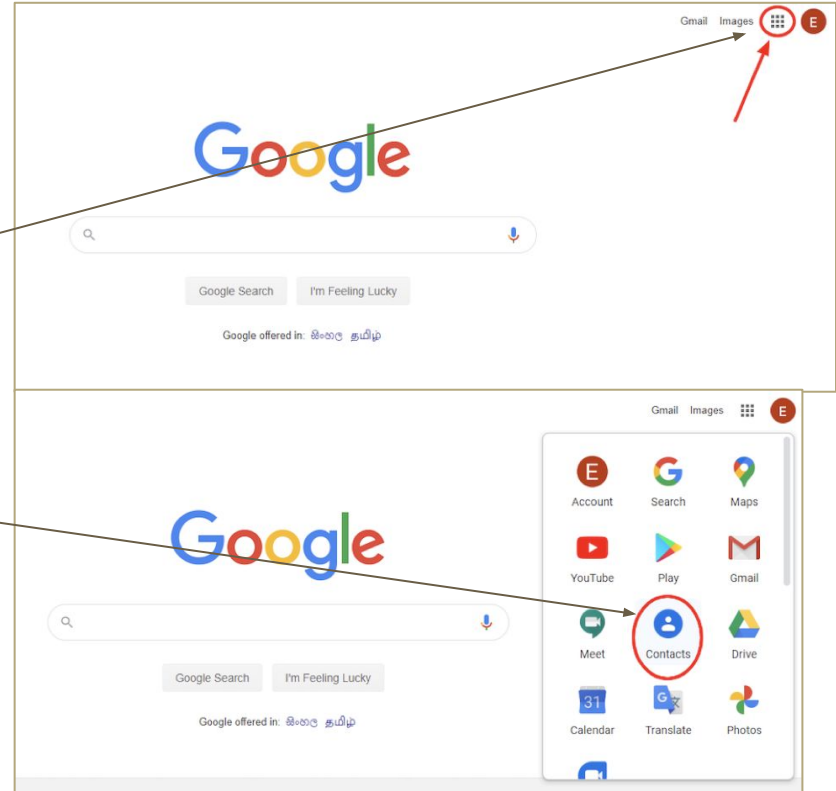 Gmail Images E
Google
Google Search I'm Feeling Lucky
Google offered in: සිංහල தமிழ்
Gmail Images E
E G
Account Search Maps
Google
YouTube Play Gmail
Meet Contacts Drive
Google Search I'm Feeling Lucky
31 G 文
Google offered in: සිංහල தமிழ்
Calendar Translate Photos